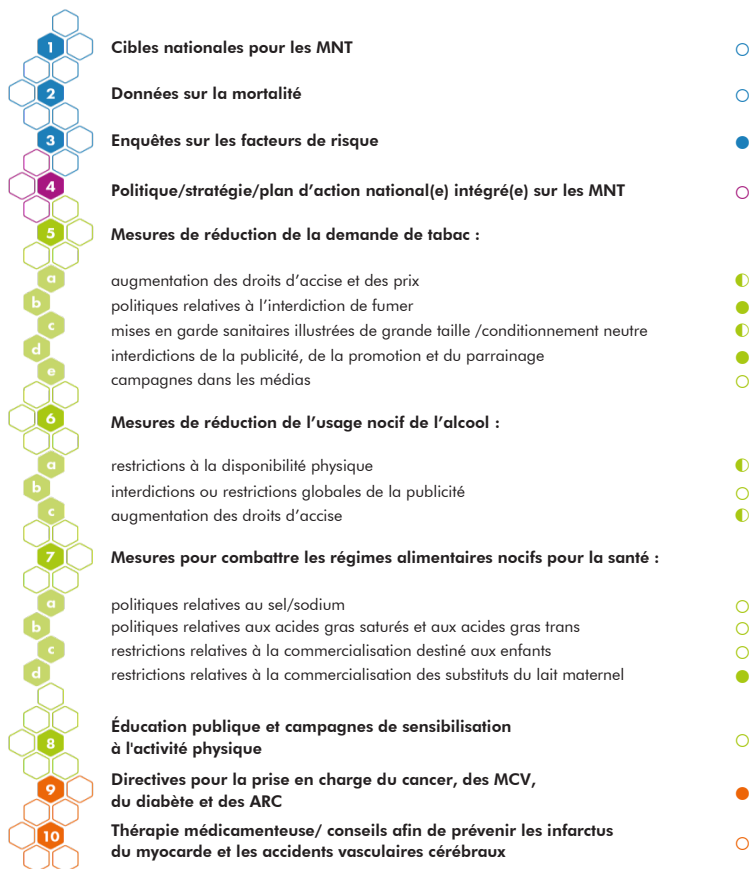 1 Cibles nationales pour les MNT
2 Données sur la mortalité
3 Enquêtes sur les facteurs de risque
4 Politique/stratégie/plan d'action national(e) intégré(e) sur les MNT
5 Mesures de réduction de la demande de tabac :
a augmentation des droits d'accise et des prix
b politiques relatives à l'interdiction de fumer
c mises en garde sanitaires illustrées de grande taille /conditionnement neutre
d interdictions de la publicité, de la promotion et du parrainage
e campagnes dans les médias
6 Mesures de réduction de l'usage nocif de l'alcool :
a restrictions à la disponibilité physique
b interdictions ou restrictions globales de la publicité
c augmentation des droits d'accise
7 Mesures pour combattre les régimes alimentaires nocifs pour la santé :
a politiques relatives au sel/sodium
b politiques relatives aux acides gras saturés et aux acides gras trans
c restrictions relatives à la commercialisation destiné aux enfants
d restrictions relatives à la commercialisation des substituts du lait maternel
8 Éducation publique et campagnes de sensibilisation
à l'activité physique
9 Directives pour la prise en charge du cancer, des MCV,
du diabète et des ARC
10 Thérapie médicamenteuse/ conseils afin de prévenir les infarctus
du myocarde et les accidents vasculaires cérébraux